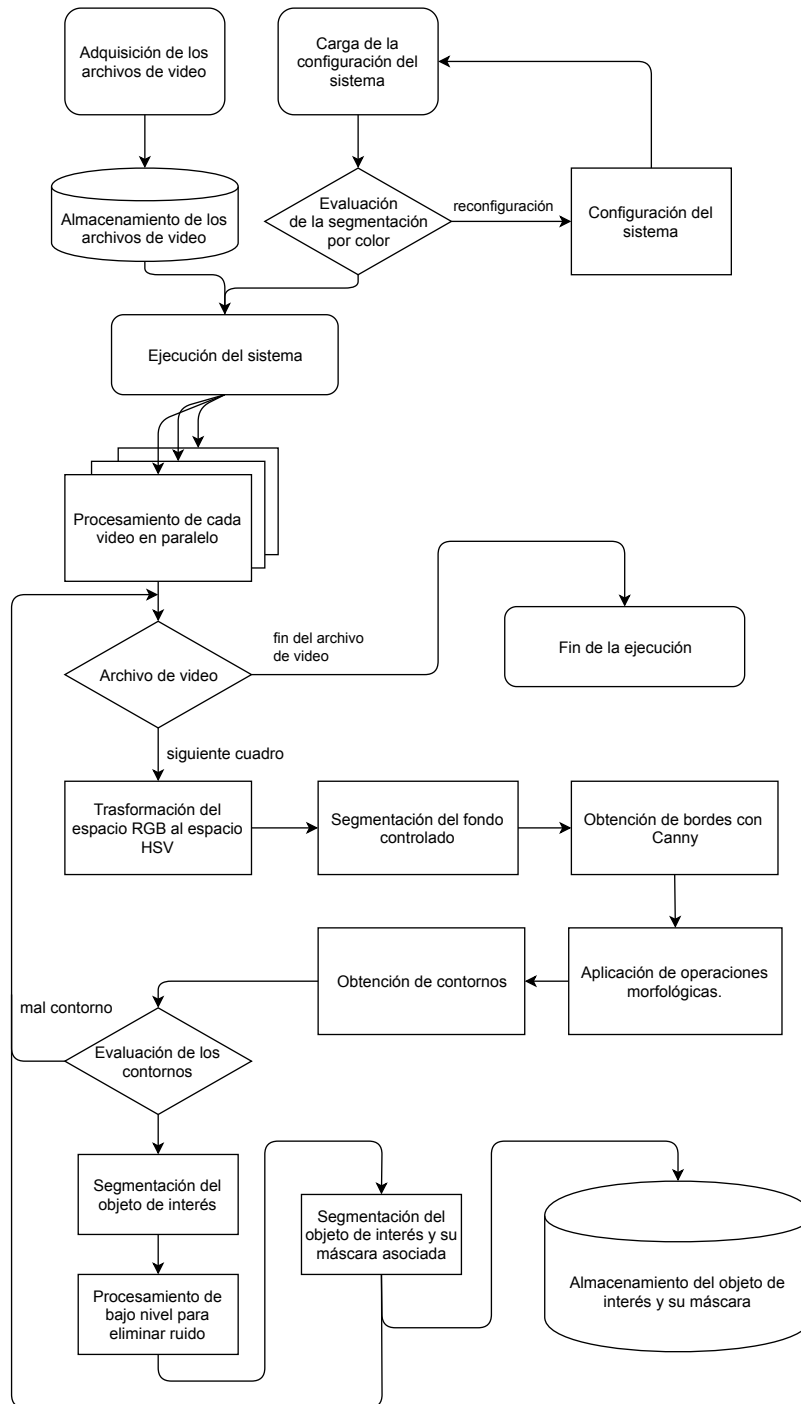 Adquisición de los
archivos de video
Carga de la
configuración del
sistema
Almacenamiento de los
archivos de video
Evaluación
de la segmentación
por color
reconfiguración
Configuración del
sistema
Ejecución del sistema
Procesamiento de cada
video en paralelo
Archivo de video
fin del archivo
de video
Fin de la ejecución
siguiente cuadro
Trasformación del
espacio RGB al espacio
HSV
Segmentación del fondo
controlado
Obtención de bordes con
Canny
Aplicación de operaciones
morfológicas.
Obtención de contornos
mal contorno
Evaluación de los
contornos
Segmentación del
objeto de interés
Procesamiento de
bajo nivel para
eliminar ruido
Segmentación del
objeto de interés y su
máscara asociada
Almacenamiento del objeto de
interés y su máscara